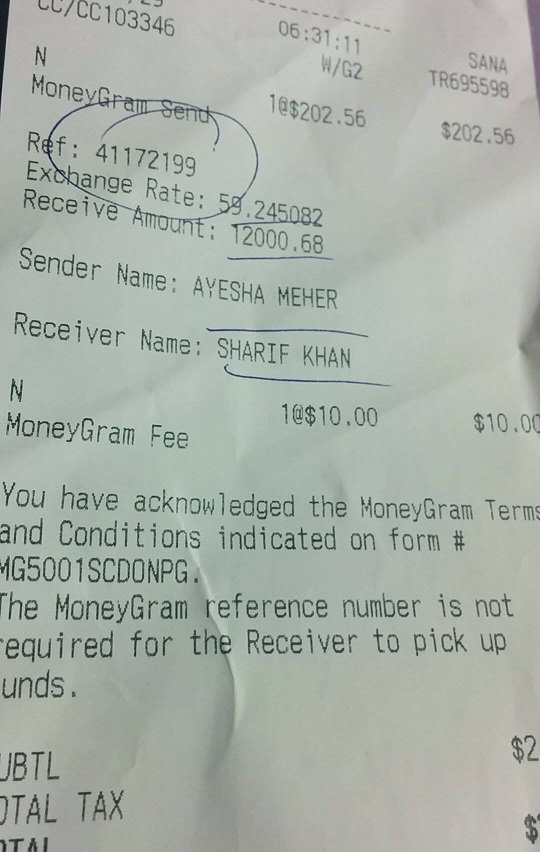 CC/CC103346 06:31:11 SANA
N W/G2 TR695598
MoneyGram Send 1@$202.56 $202.56
Ref: 41172199
Exchange Rate: 59.245082
Receive Amount: 12000.68
Sender Name: AYESHA MEHER
Receiver Name: SHARIF KHAN
N
MoneyGram Fee 1@$10.00 $10.00
You have acknowledged the MoneyGram Terms
and Conditions indicated on form #
MG5001SCDONPG.
The MoneyGram reference number is not
required for the Receiver to pick up
unds.
UBTL $2
OTAL TAX $
OTAL